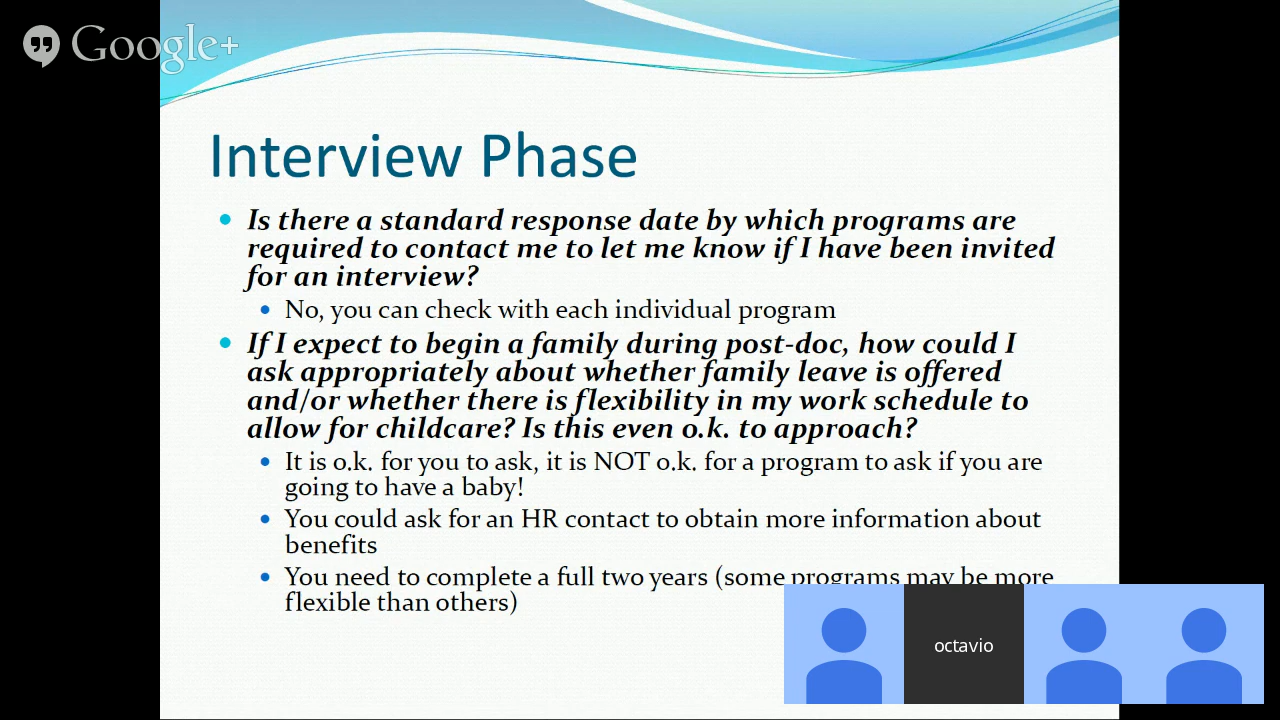 Google+
Interview Phase
Is there a standard response date by which programs are
required to contact me to let me know if I have been invited
for an interview?
No, you can check with each individual program
If I expect to begin a family during post-doc, how could I
ask appropriately about whether family leave is offered
and/or whether there is flexibility in my work schedule to
allow for childcare? Is this even o.k. to approach?
It is o.k. for you to ask, it is NOT o.k. for a program to ask if you are
going to have a baby!
You could ask for an HR contact to obtain more information about
benefits
You need to complete a full two years (some programs may be more
flexible than others)
octavio